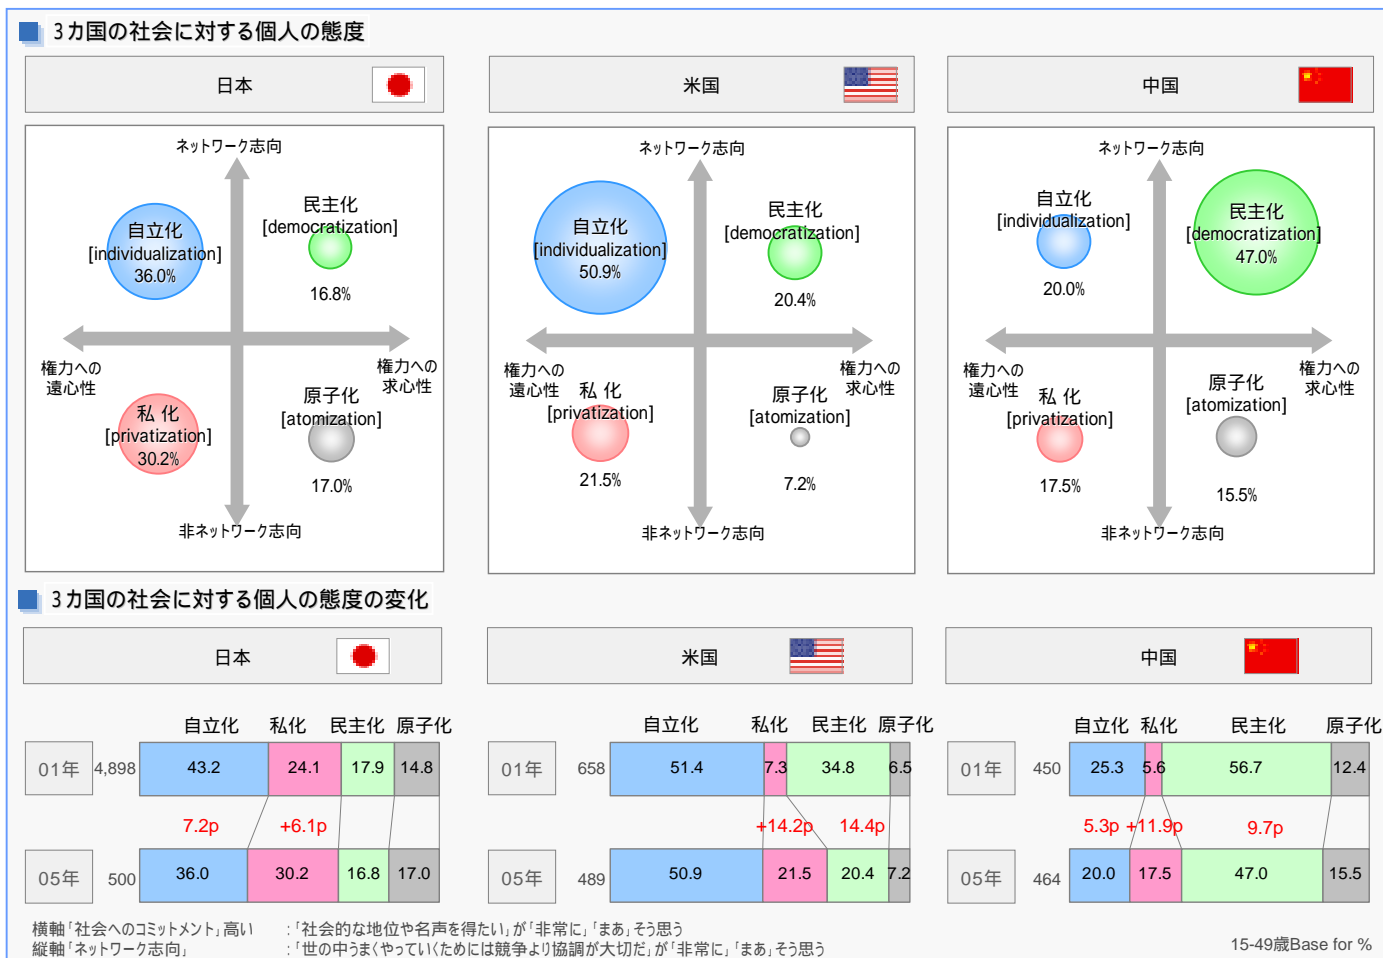 3カ国の社会に対する個人の態度
日本
米国
中国
ネットワーク志向
自立化
[individualization]
36.0%
民主化
[democratization]
16.8%
権力への
遠心性
権力への
求心性
私 化
[privatization]
30.2%
原子化
[atomization]
17.0%
非ネットワーク志向
ネットワーク志向
自立化
[individualization]
50.9%
民主化
[democratization]
20.4%
権力への
遠心性
権力への
求心性
私 化
[privatization]
21.5%
原子化
[atomization]
7.2%
非ネットワーク志向
ネットワーク志向
自立化
[individualization]
20.0%
民主化
[democratization]
47.0%
権力への
遠心性
権力への
求心性
私 化
[privatization]
17.5%
原子化
[atomization]
15.5%
非ネットワーク志向
3カ国の社会に対する個人の態度の変化
日本
米国
中国
自立化 私化 民主化 原子化
01年 4,898 43.2 24.1 17.9 14.8
7.2p +6.1p
05年 500 36.0 30.2 16.8 17.0
自立化 私化 民主化 原子化
01年 658 51.4 7.3 34.8 6.5
+14.2p 14.4p
05年 489 50.9 21.5 20.4 7.2
自立化 私化 民主化 原子化
01年 450 25.3 5.6 56.7 12.4
5.3p +11.9p 9.7p
05年 464 20.0 17.5 47.0 15.5
横軸「社会へのコミットメント」高い :「社会的な地位や名声を得たい」が「非常に」「まあ」そう思う
縦軸「ネットワーク志向」 :「世の中うまくやっていくためには競争より協調が大切だ」が「非常に」「まあ」そう思う
15-49歳Base for %